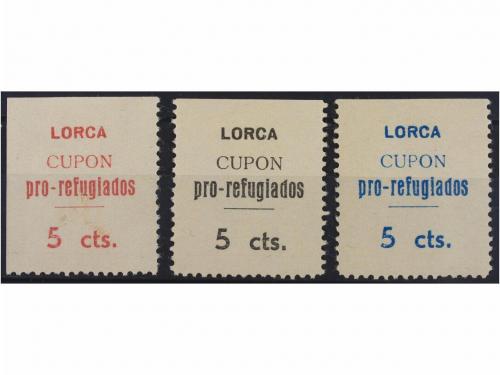 LORCA
CUPON
pro-refugiados
5 cts.
LORCA
CUPON
pro-refugiados
5 cts.
LORCA
CUPON
pro-refugiados
5 cts.